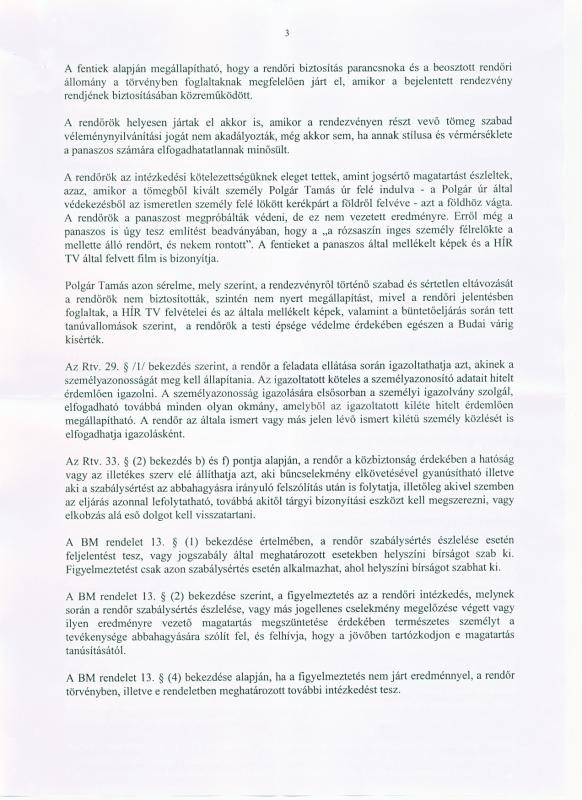 3
A fentiek alapján megállapítható, hogy a rendőri biztosítás parancsnoka és a beosztott rendőri
állomány a törvényben foglaltaknak megfelelően járt el, amikor a bejelentett rendezvény
rendjének biztosításában közreműködött.
A rendőrök helyesen jártak el akkor is, amikor a rendezvényen részt vevő tömeg szabad
véleménynyilvánítási jogát nem akadályozták, még akkor sem, ha annak stílusa és vérmérséklete
a panaszos számára elfogadhatatlannak minősült.
A rendőrök az intézkedési kötelezettségüknek eleget tettek, amint jogsértő magatartást észleltek,
azaz, amikor a tömegből kivált személy Polgár Tamás úr felé indulva - a Polgár úr által
védekezésből az ismeretlen személy felé lökött kerékpárt a földről felvéve - azt a földhöz vágta.
A rendőrök a panaszost megpróbálták védeni, de ez nem vezetett eredményre. Erről még a
panaszos is úgy tesz említést beadványában, hogy a „a rózsaszín inges személy félrelökte a
mellette álló rendőrt, és nekem rontott”. A fentieket a panaszos által mellékelt képek és a HÍR
TV által felvett film is bizonyítja.
Polgár Tamás azon sérelme, mely szerint, a rendezvényről történő szabad és sértetlen eltávozását
a rendőrök nem biztosították, szintén nem nyert megállapítást, mivel a rendőri jelentésben
foglaltak, a HÍR TV felvételei és az általa mellékelt képek, valamint a büntetőeljárás során tett
tanúvallomások szerint, a rendőrök a testi épsége védelme érdekében egészen a Budai várig
kísérték.
Az Rtv. 29. § /1/ bekezdés szerint, a rendőr a feladata ellátása során igazoltathatja azt, akinek a
személyazonosságát meg kell állapítania. Az igazoltatott köteles a személyazonosító adatait hitelt
érdemlően igazolni. A személyazonosság igazolására elsősorban a személyi igazolvány szolgál,
elfogadható továbbá minden olyan okmány, amelyből az igazoltatott kiléte hitelt érdemlően
megállapítható. A rendőr az általa ismert vagy más jelen lévő ismert kilétű személy közlését is
elfogadhatja igazolásként.
Az Rtv. 33. § (2) bekezdés b) és f) pontja alapján, a rendőr a közbiztonság érdekében a hatóság
vagy az illetékes szerv elé állíthatja azt, aki bűncselekmény elkövetésével gyanúsítható illetve
aki a szabálysértést az abbahagyásra irányuló felszólítás után is folytatja, illetőleg akivel szemben
az eljárás azonnal lefolytatható, továbbá akitől tárgyi bizonyítási eszközt kell megszerezni, vagy
elkobzás alá eső dolgot kell visszatartani.
A BM rendelet 13. § (1) bekezdése értelmében, a rendőr szabálysértés észlelése esetén
feljelentést tesz, vagy jogszabály által meghatározott esetekben helyszíni bírságot szab ki.
Figyelmeztetést csak azon szabálysértés esetén alkalmazhat, ahol helyszíni bírságot szabhat ki.
A BM rendelet 13. § (2) bekezdése szerint, a figyelmeztetés az a rendőri intézkedés, melynek
során a rendőr szabálysértés észlelése, vagy más jogellenes cselekmény megelőzése végett vagy
ilyen eredményre vezető magatartás megszüntetése érdekében természetes személyt a
tevékenysége abbahagyására szólít fel, és felhívja, hogy a jövőben tartózkodjon e magatartás
tanúsításától.
A BM rendelet 13. § (4) bekezdése alapján, ha a figyelmeztetés nem járt eredménnyel, a rendőr
törvényben, illetve e rendeletben meghatározott további intézkedést tesz.